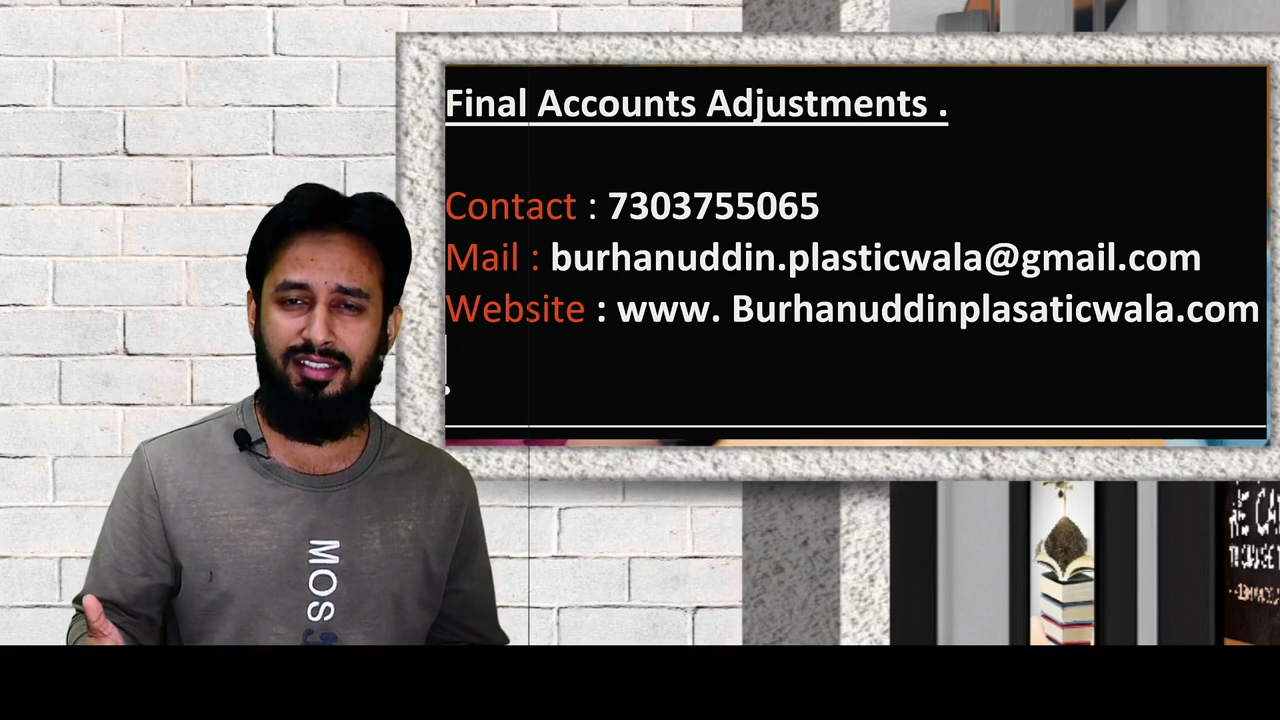 Final Accounts Adjustments .
Contact : 7303755065
Mail : burhanuddin.plasticwala@gmail.com
Website : www. Burhanuddinplasaticwala.com
.
MOS